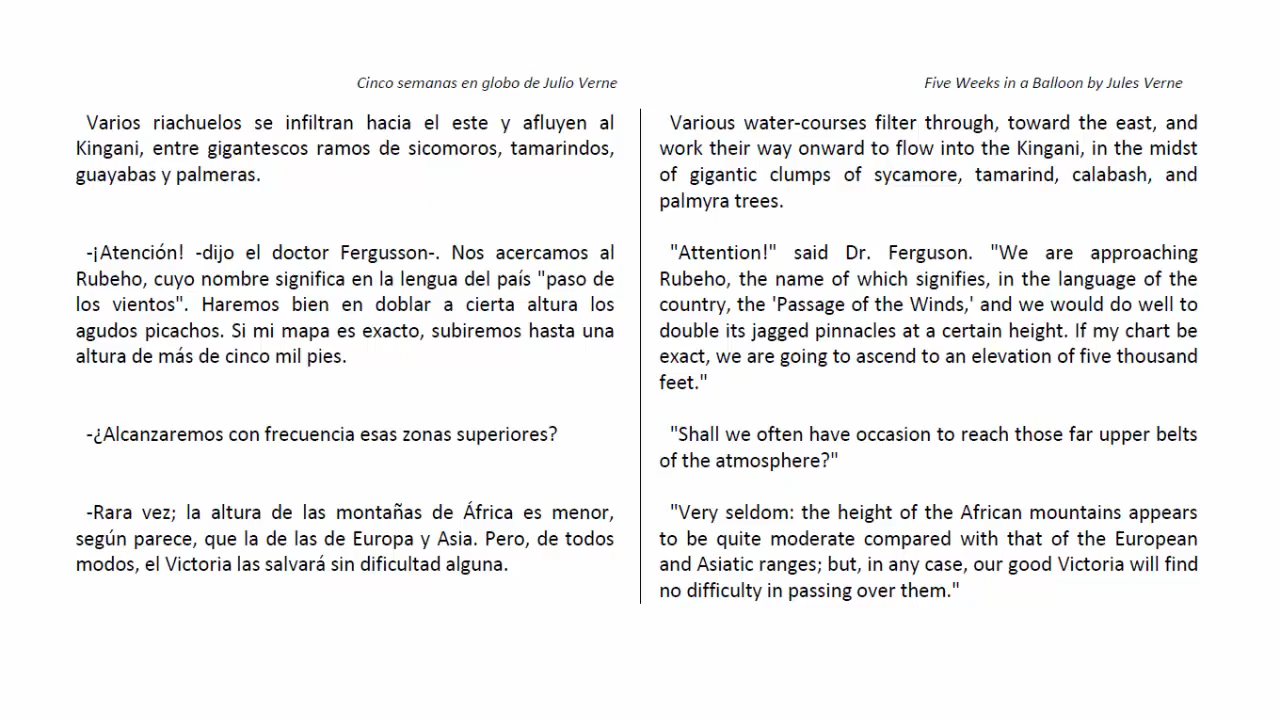 Cinco semanas en globo de Julio Verne
Varios riachuelos se infiltran hacia el este y afluyen al
Kingani, entre gigantescos ramos de sicomoros, tamarindos,
guayabas y palmeras.
-¡Atención! -dijo el doctor Fergusson-. Nos acercamos al
Rubeho, cuyo nombre significa en la lengua del país "paso de
los vientos". Haremos bien en doblar a cierta altura los
agudos picachos. Si mi mapa es exacto, subiremos hasta una
altura de más de cinco mil pies.
-¿Alcanzaremos con frecuencia esas zonas superiores?
-Rara vez; la altura de las montañas de África es menor,
según parece, que la de las de Europa y Asia. Pero, de todos
modos, el Victoria las salvará sin dificultad alguna.
Five Weeks in a Balloon by Jules Verne
Various water-courses filter through, toward the east, and
work their way onward to flow into the Kingani, in the midst
of gigantic clumps of sycamore, tamarind, calabash, and
palmyra trees.
"Attention!" said Dr. Ferguson. "We are approaching
Rubeho, the name of which signifies, in the language of the
country, the 'Passage of the Winds,' and we would do well to
double its jagged pinnacles at a certain height. If my chart be
exact, we are going to ascend to an elevation of five thousand
feet."
"Shall we often have occasion to reach those far upper belts
of the atmosphere?"
"Very seldom: the height of the African mountains appears
to be quite moderate compared with that of the European
and Asiatic ranges; but, in any case, our good Victoria will find
no difficulty in passing over them."